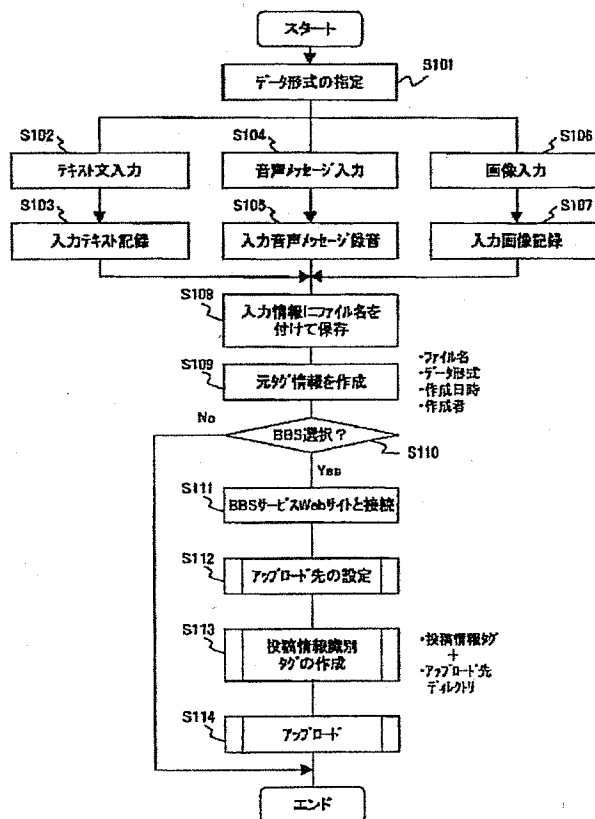 スタート
S101
データ形式の指定
S102
S104
S106
テキスト文入力
音声メッセージ入力
画像入力
S103
S105
S107
入力テキスト記録
入力音声メッセージ録音
入力画像記録
S108
入力情報にファイル名を
付けて保存
S109
元タグ情報を作成
・ファイル名
・データ形式
・作成日時
・作成者
No
BBS選択?
S110
Yes
S111
BBSサービスWebサイトと接続
S112
アップロード先の設定
S113
投稿情報識別
タグの作成
・投稿情報タグ
+
・アップロード先
ディレクトリ
S114
アップロード
エンド